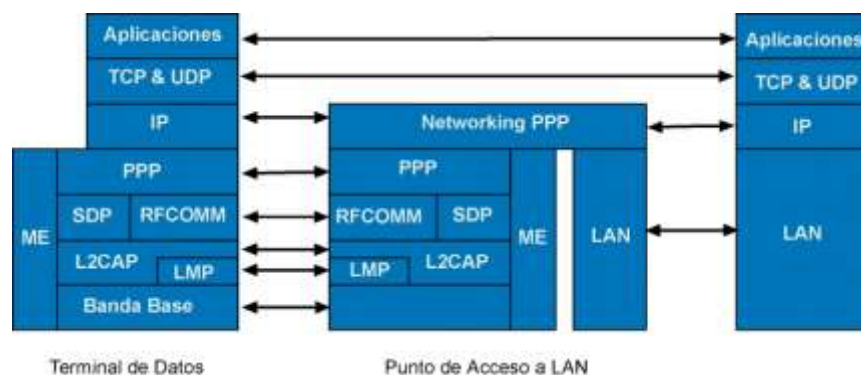 Aplicaciones
TCP & UDP
IP
PPP
SDP
RFCOMM
ME
L2CAP
LMP
Banda Base
Terminal de Datos
Networking PPP
PPP
RFCOMM
SDP
ME
LAN
LMP
L2CAP
Punto de Acceso a LAN
Aplicaciones
TCP & UDP
IP
LAN